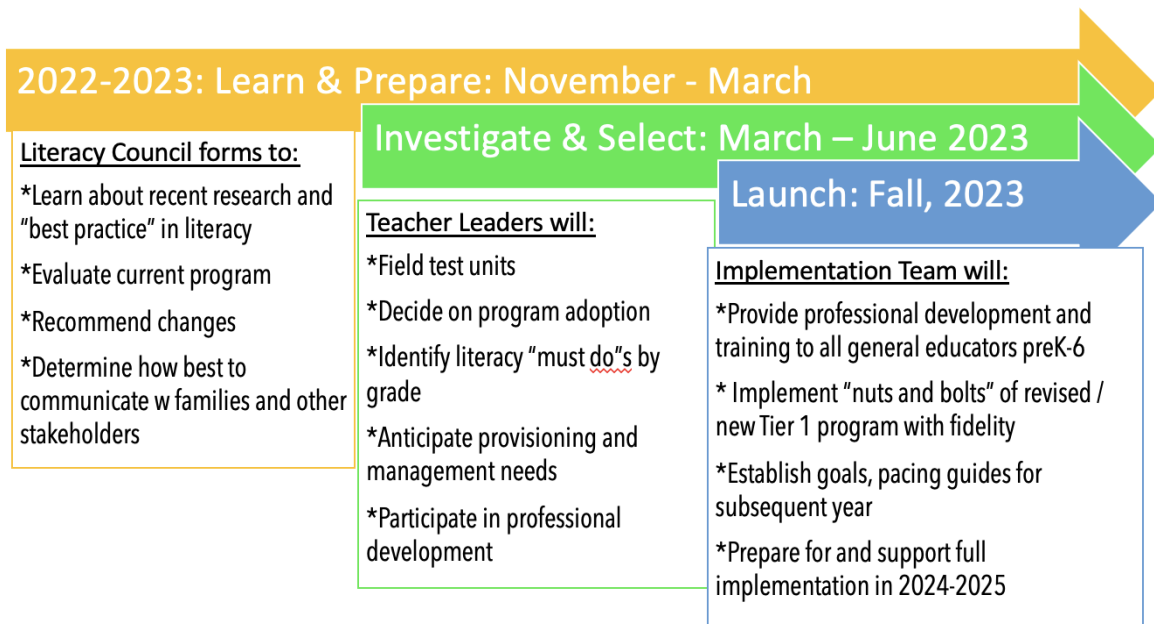 2022-2023: Learn & Prepare: November - March
Literacy Council forms to:
*Learn about recent research and
“best practice” in literacy
*Evaluate current program
*Recommend changes
*Determine how best to
communicate w families and other
stakeholders
Investigate & Select: March – June 2023
Teacher Leaders will:
*Field test units
*Decide on program adoption
*Identify literacy “must do”s by
grade
*Anticipate provisioning and
management needs
*Participate in professional
development
Launch: Fall, 2023
Implementation Team will:
*Provide professional development and
training to all general educators preK-6
* Implement “nuts and bolts” of revised /
new Tier 1 program with fidelity
*Establish goals, pacing guides for
subsequent year
*Prepare for and support full
implementation in 2024-2025